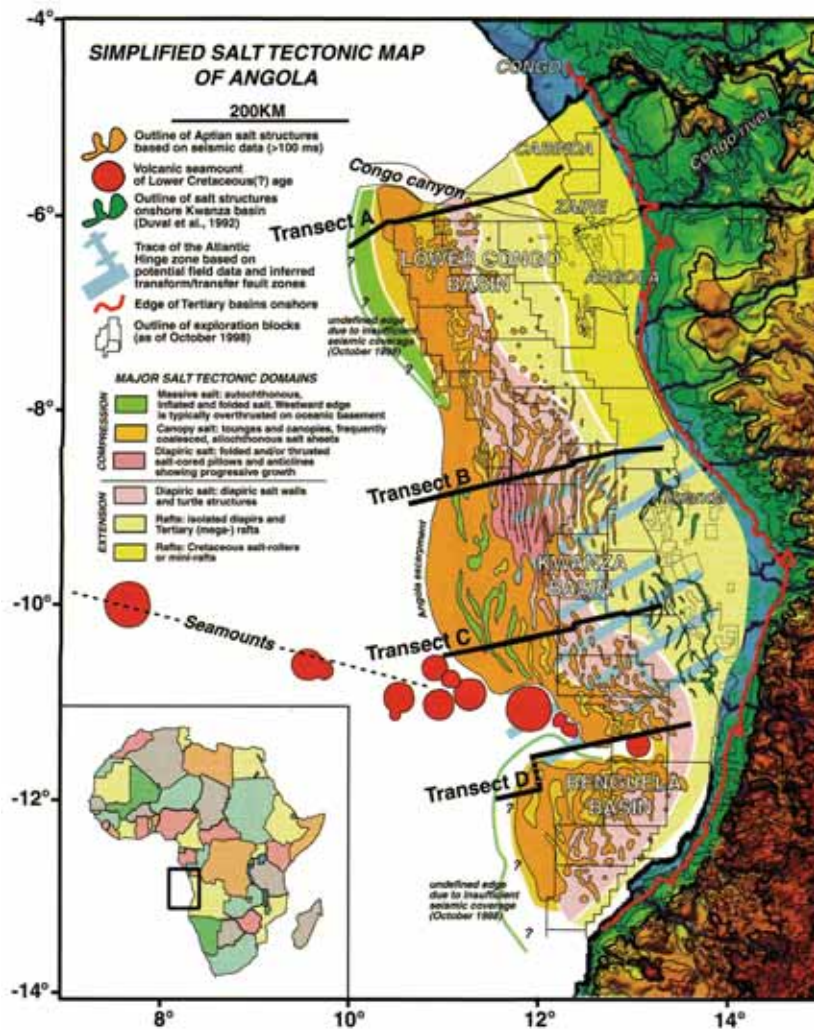 -4°
-6°
-8°
-10°
-12°
-14°
8°
10°
12°
14°
SIMPLIFIED SALT TECTONIC MAP
OF ANGOLA
200KM
Outline of Aptian salt structures
based on seismic data (>100 ms)
Volcanic seamount
of Lower Cretaceous(?) age
Outline of salt structures
onshore Kwanza basin
(Duval et al., 1992)
Trace of the Atlantic
Hinge zone based on
potential field data and inferred
transform/transfer fault zones
Edge of Tertiary basins onshore
Outline of exploration blocks
(as of October 1998)
MAJOR SALT TECTONIC DOMAINS
COMPRESSION
Massive salt: autochthonous,
inflated and folded salt. Westward edge
is typically overthrusted on oceanic basement
Canopy salt: tounges and canopies, frequently
coalesced, allochthonous salt sheets
Diapiric salt: folded and/or thrusted
salt-cored pillows and anticlines
showing progressive growth
EXTENSION
Diapiric salt: diapiric salt walls
and turtle structures
Rafts: isolated diapirs and
Tertiary (mega-) rafts
Rafts: Cretaceous salt-rollers
or mini-rafts
CONGO
Congo river
CABINDA
Congo canyon
ZAIRE
Transect A
ANGOLA
LOWER CONGO
BASIN
?
?
undefined edge
due to insufficient
seismic coverage
(October 1998)
?
Transect B
Angola escarpment
KWANZA
BASIN
Seamounts
Transect C
Transect D
BENGUELA
BASIN
?
?
undefined edge
due to insufficient
seismic coverage
(October 1998)
?
?